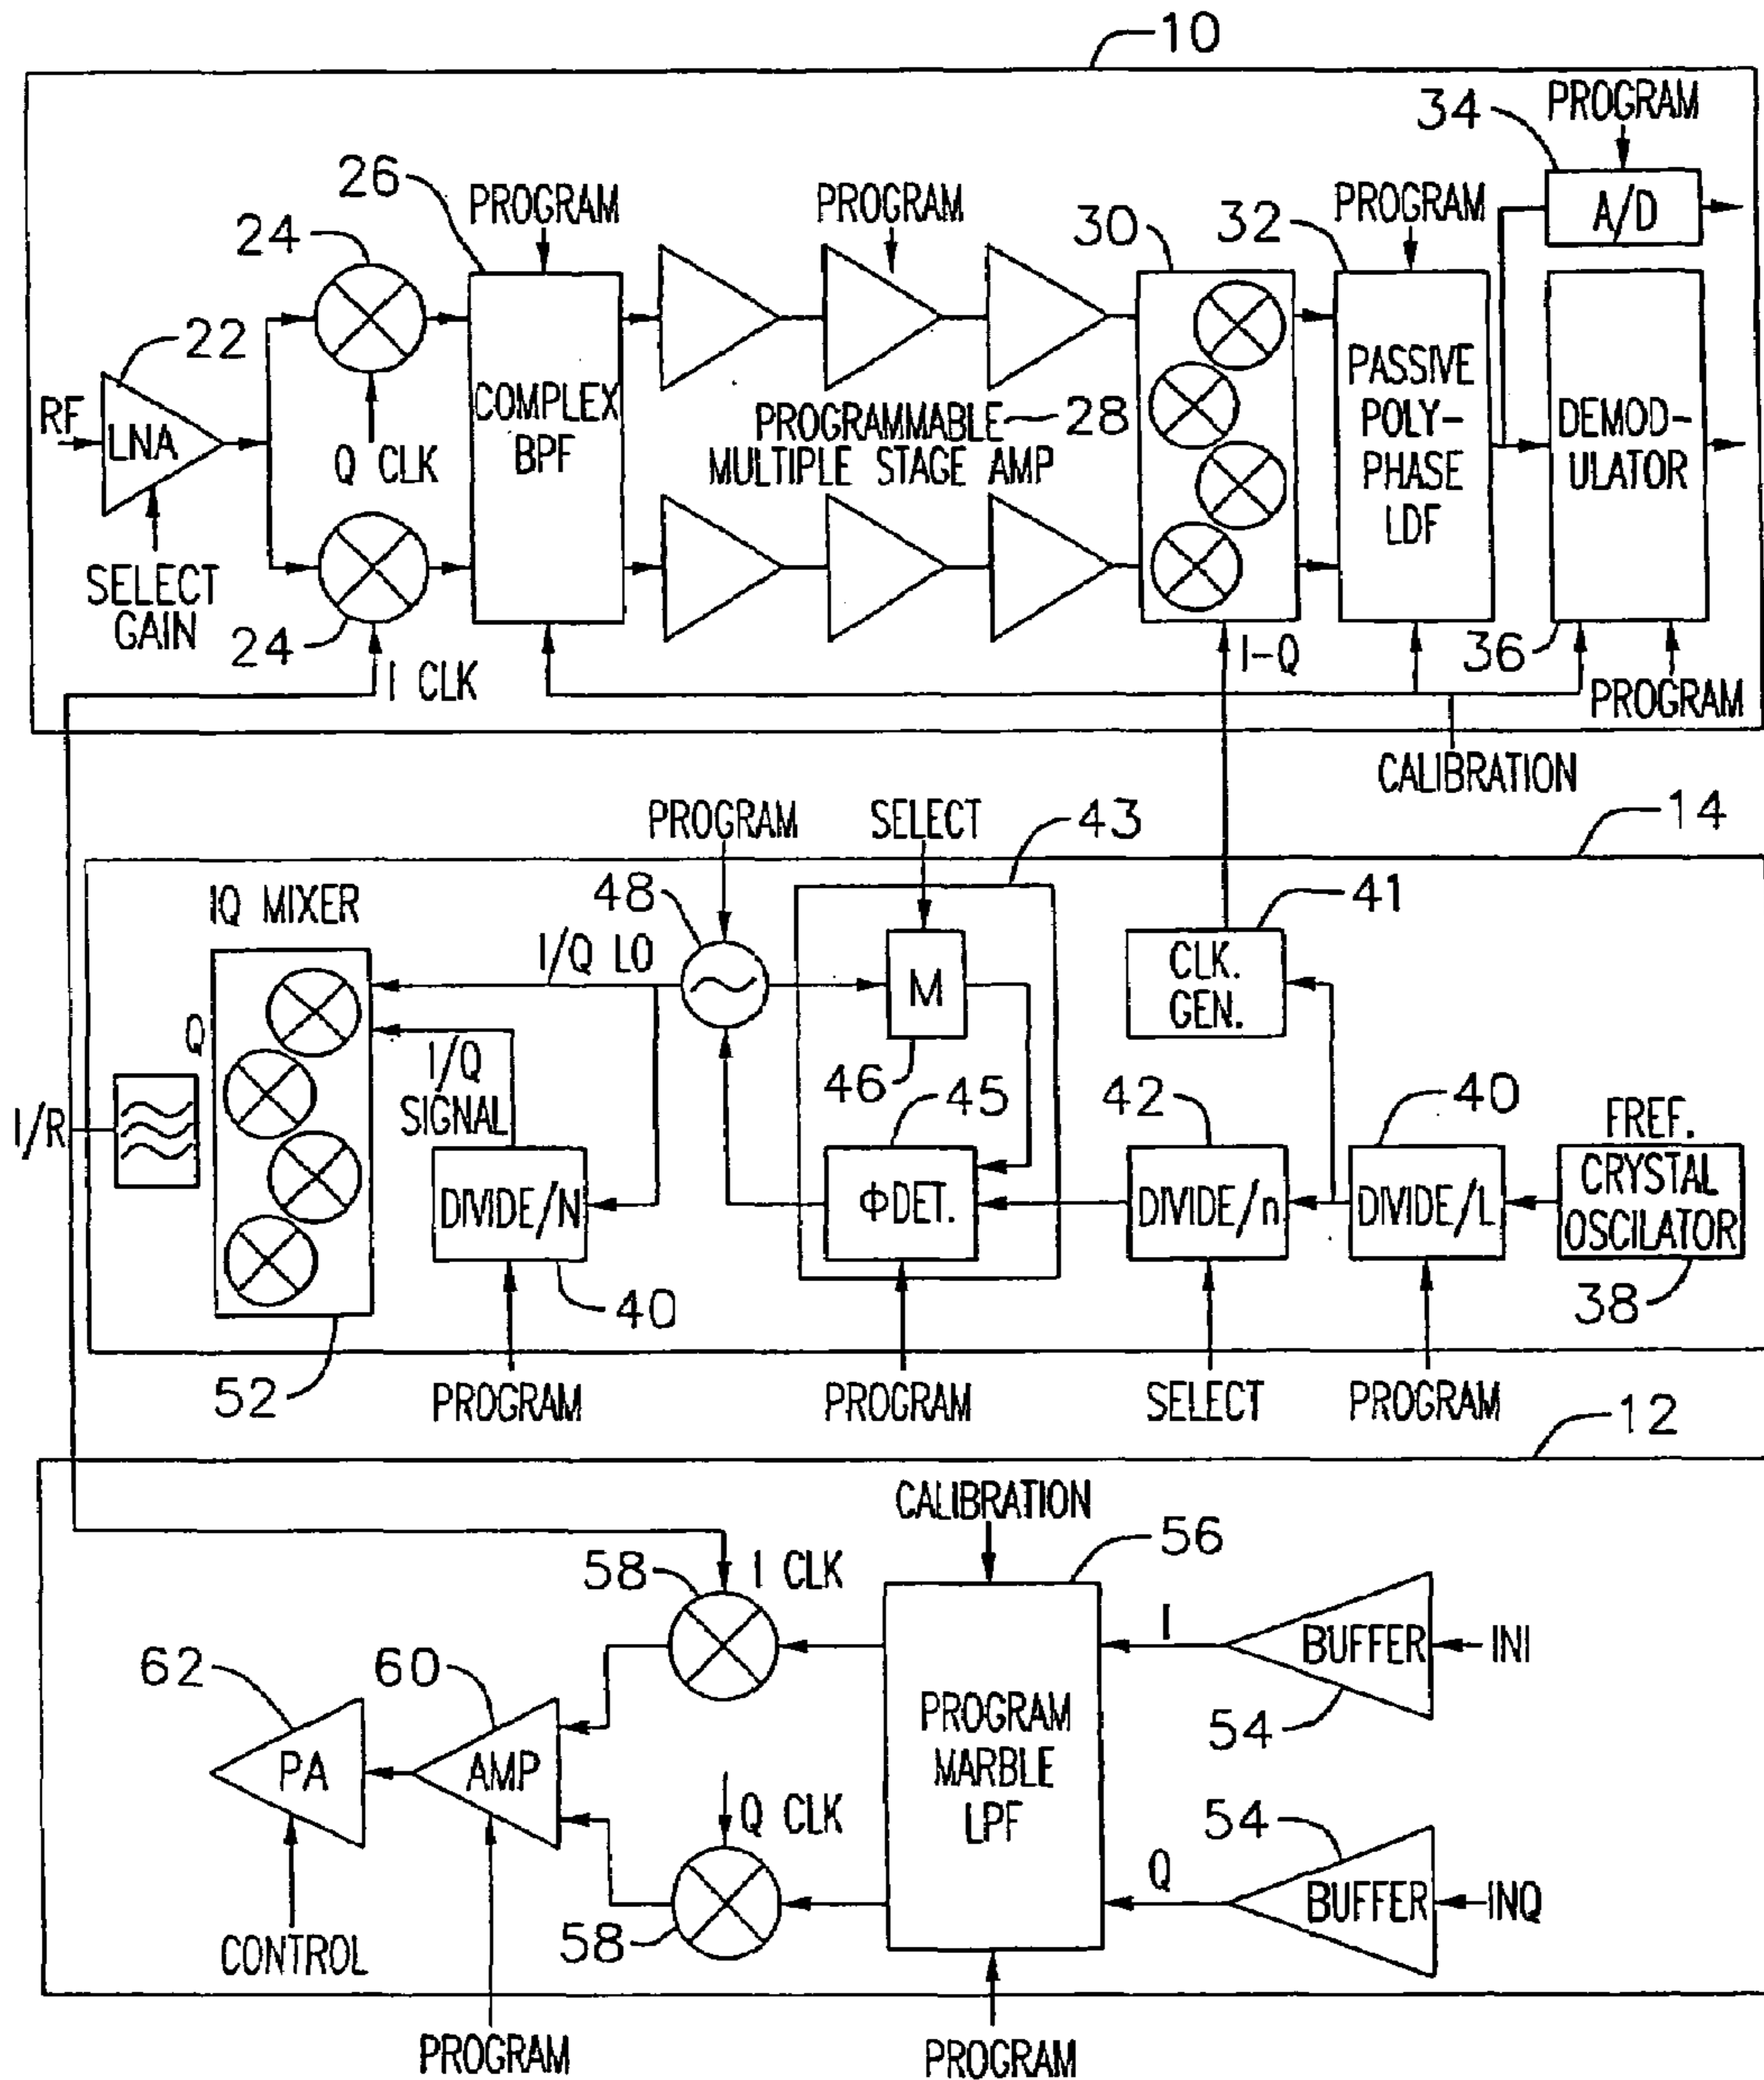 10
PROGRAM
34
A/D
26
PROGRAM
PROGRAM
PROGRAM
24
30
32
22
RF
LNA
Q CLK
COMPLEX
BPF
PROGRAMMABLE
MULTIPLE STAGE AMP
28
PASSIVE
POLY-
PHASE
LDF
DEMOD-
ULATOR
SELECT
GAIN
24
I CLK
I-Q
36
PROGRAM
CALIBRATION
PROGRAM
SELECT
43
14
IQ MIXER
48
41
I/Q LO
M
CLK.
GEN.
Q
I/Q
SIGNAL
46
45
42
40
FREF.
I/R
DIVIDE/N
ΦDET.
DIVIDE/n
DIVIDE/L
CRYSTAL
OSCILATOR
40
38
52
PROGRAM
PROGRAM
SELECT
PROGRAM
12
CALIBRATION
56
58
I CLK
I
BUFFER
INI
62
60
54
PA
AMP
PROGRAM
MARBLE
LPF
Q CLK
54
Q
BUFFER
INQ
58
CONTROL
PROGRAM
PROGRAM